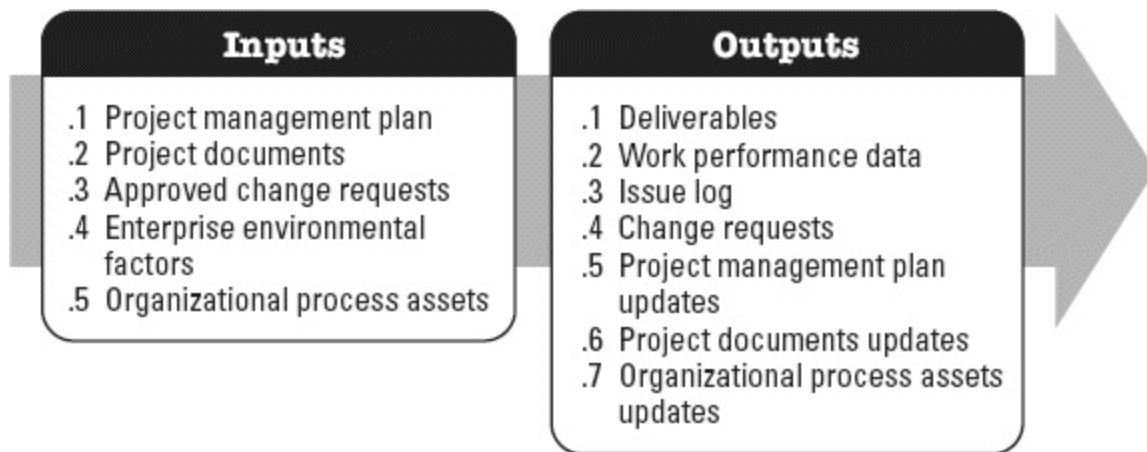 Inputs
.1 Project management plan
.2 Project documents
.3 Approved change requests
.4 Enterprise environmental
factors
.5 Organizational process assets
Outputs
.1 Deliverables
.2 Work performance data
.3 Issue log
.4 Change requests
.5 Project management plan
updates
.6 Project documents updates
.7 Organizational process assets
updates